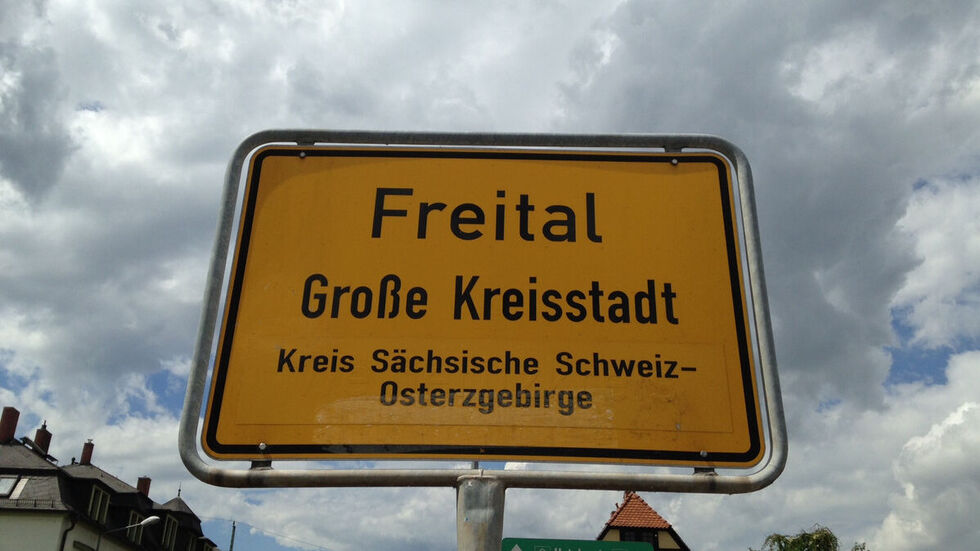 Freital
Große Kreisstadt
Kreis Sächsische Schweiz-
Osterzgebirge